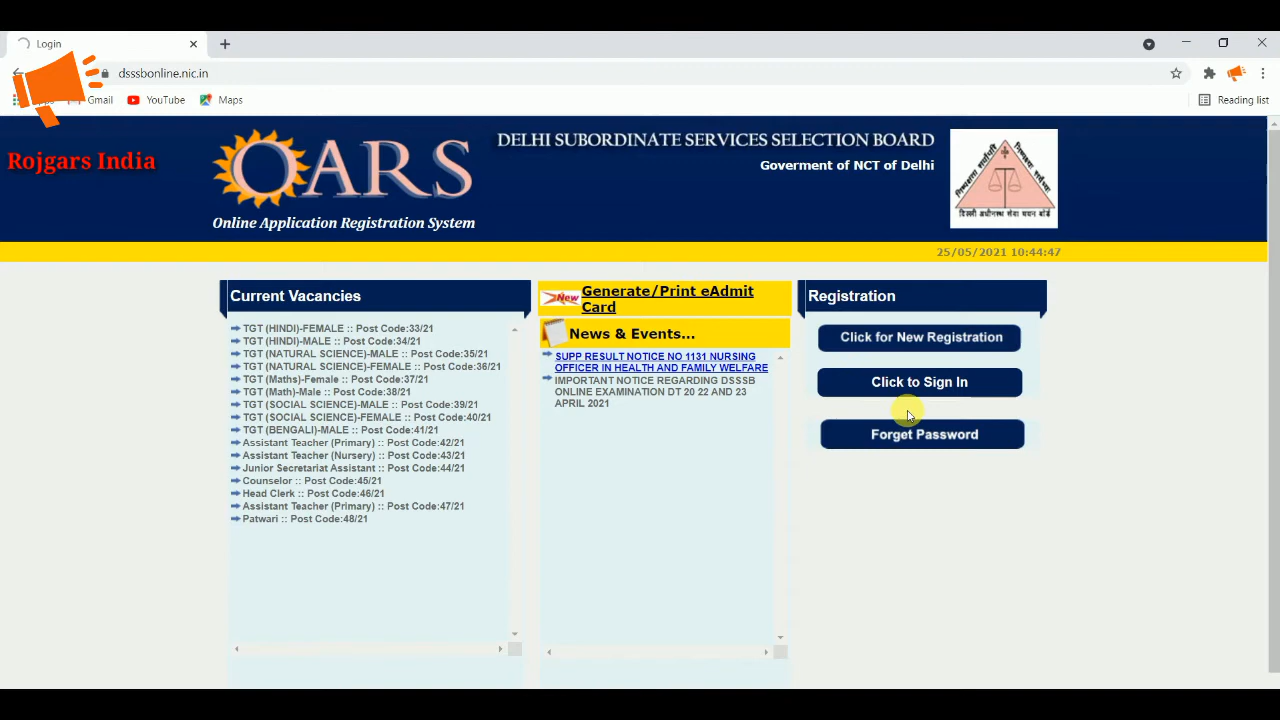 Login
dsssbonline.nic.in
Gmail
YouTube
Maps
Reading list
Rojgars India
OARS
Online Application Registration System
DELHI SUBORDINATE SERVICES SELECTION BOARD
Goverment of NCT of Delhi
दिल्ली अधीनस्थ सेवा चयन बोर्ड
25/05/2021 10:44:47
Current Vacancies
TGT (HINDI)-FEMALE :: Post Code:33/21
TGT (HINDI)-MALE :: Post Code:34/21
TGT (NATURAL SCIENCE)-MALE :: Post Code:35/21
TGT (NATURAL SCIENCE)-FEMALE :: Post Code:36/21
TGT (Maths)-Female :: Post Code:37/21
TGT (Math)-Male :: Post Code:38/21
TGT (SOCIAL SCIENCE)-MALE :: Post Code:39/21
TGT (SOCIAL SCIENCE)-FEMALE :: Post Code:40/21
TGT (BENGALI)-MALE :: Post Code:41/21
Assistant Teacher (Primary) :: Post Code:42/21
Assistant Teacher (Nursery) :: Post Code:43/21
Junior Secretariat Assistant :: Post Code:44/21
Counselor :: Post Code:45/21
Head Clerk :: Post Code:46/21
Assistant Teacher (Primary) :: Post Code:47/21
Patwari :: Post Code:48/21
New
Generate/Print eAdmit
Card
News & Events...
SUPP RESULT NOTICE NO 1131 NURSING
OFFICER IN HEALTH AND FAMILY WELFARE
IMPORTANT NOTICE REGARDING DSSSB
ONLINE EXAMINATION DT 20 22 AND 23
APRIL 2021
Registration
Click for New Registration
Click to Sign In
Forget Password